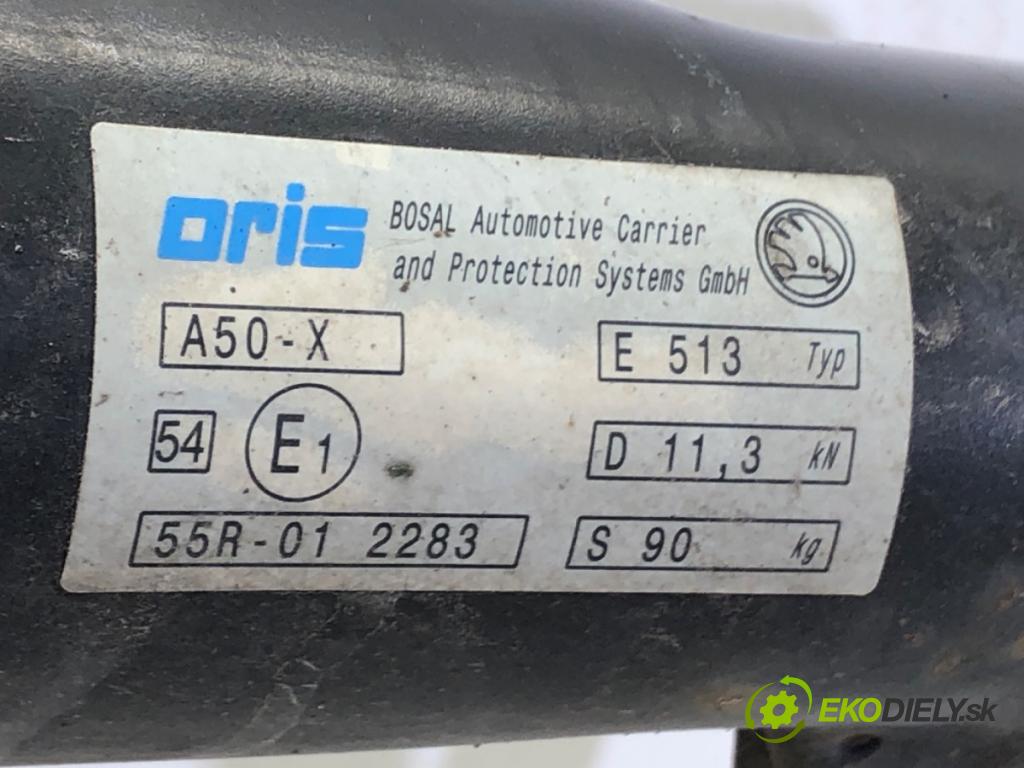 oris BOSAL Automotive Carrier
and Protection Systems GmbH
A50-X E 513 Typ
54 E1 D 11,3 kN
55R-01 2283 S 90 kg
EKODIELY.sk